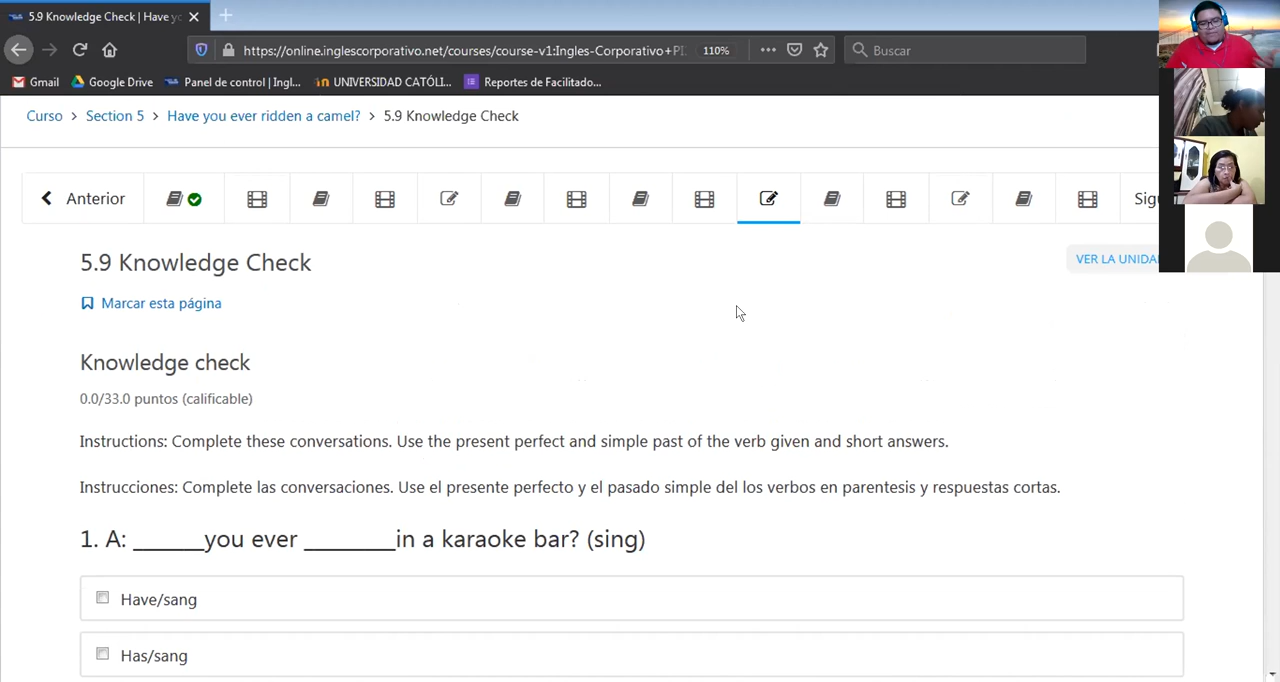 5.9 Knowledge Check | Have yo
https://online.inglescorporativo.net/courses/course-v1:Ingles-Corporativo+P 110% Buscar
Gmail Google Drive Panel de control | Ingl... UNIVERSIDAD CATÓLI... Reportes de Facilitado...
Curso > Section 5 > Have you ever ridden a camel? > 5.9 Knowledge Check
Anterior Sig
5.9 Knowledge Check
VER LA UNIDA
Marcar esta página
Knowledge check
0.0/33.0 puntos (calificable)
Instructions: Complete these conversations. Use the present perfect and simple past of the verb given and short answers.
Instrucciones: Complete las conversaciones. Use el presente perfecto y el pasado simple del los verbos en parentesis y respuestas cortas.
1. A: _______you ever _________in a karaoke bar? (sing)
Have/sang
Has/sang